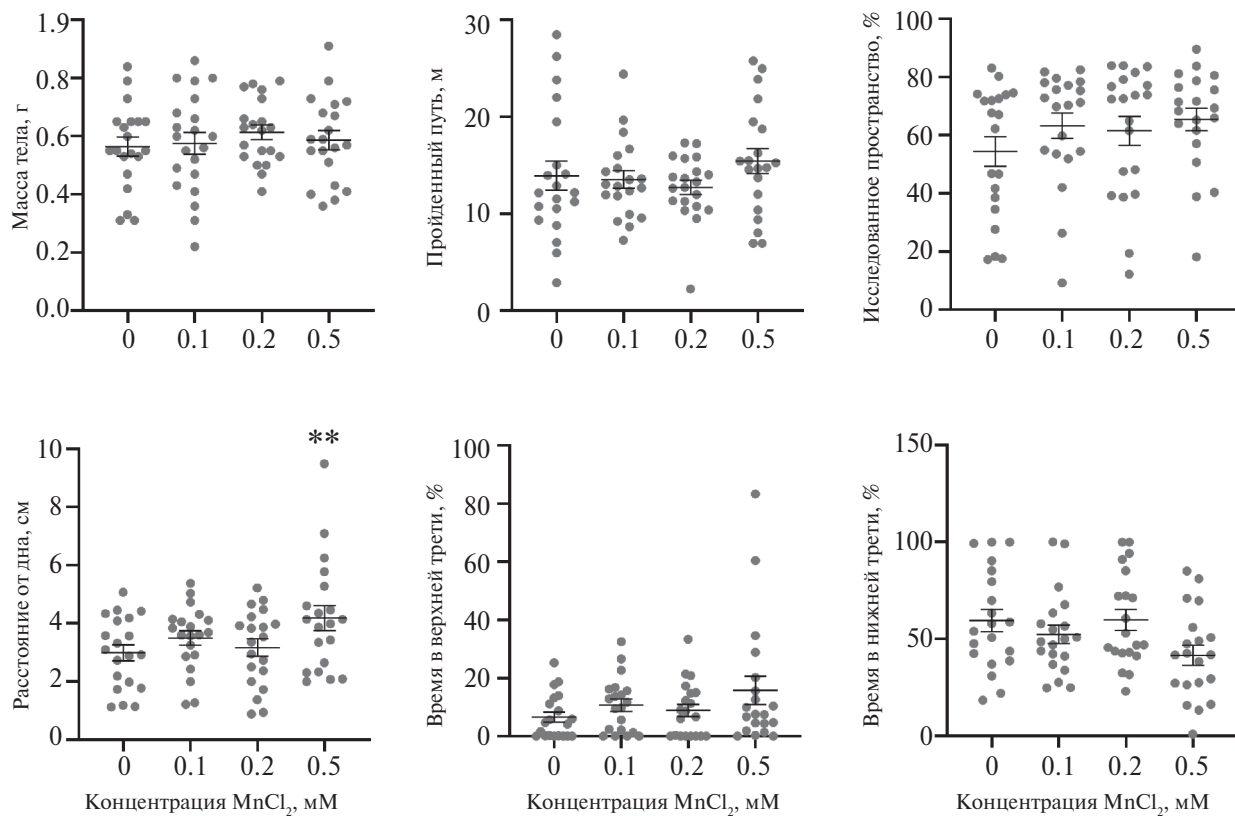 Масса тела, г
1.9
0.8
0.6
0.4
0.2
0.0
0 0.1 0.2 0.5
Пройденный путь, м
30
20
10
0
0 0.1 0.2 0.5
Исследованное пространство, %
100
80
60
40
20
0
0 0.1 0.2 0.5
Расстояние от дна, см
10
8
6
4
2
0
**
0 0.1 0.2 0.5
Концентрация MnCl₂, мМ
Время в верхней трети, %
100
80
60
40
20
0
0 0.1 0.2 0.5
Концентрация MnCl₂, мМ
Время в нижней трети, %
150
100
50
0
0 0.1 0.2 0.5
Концентрация MnCl₂, мМ